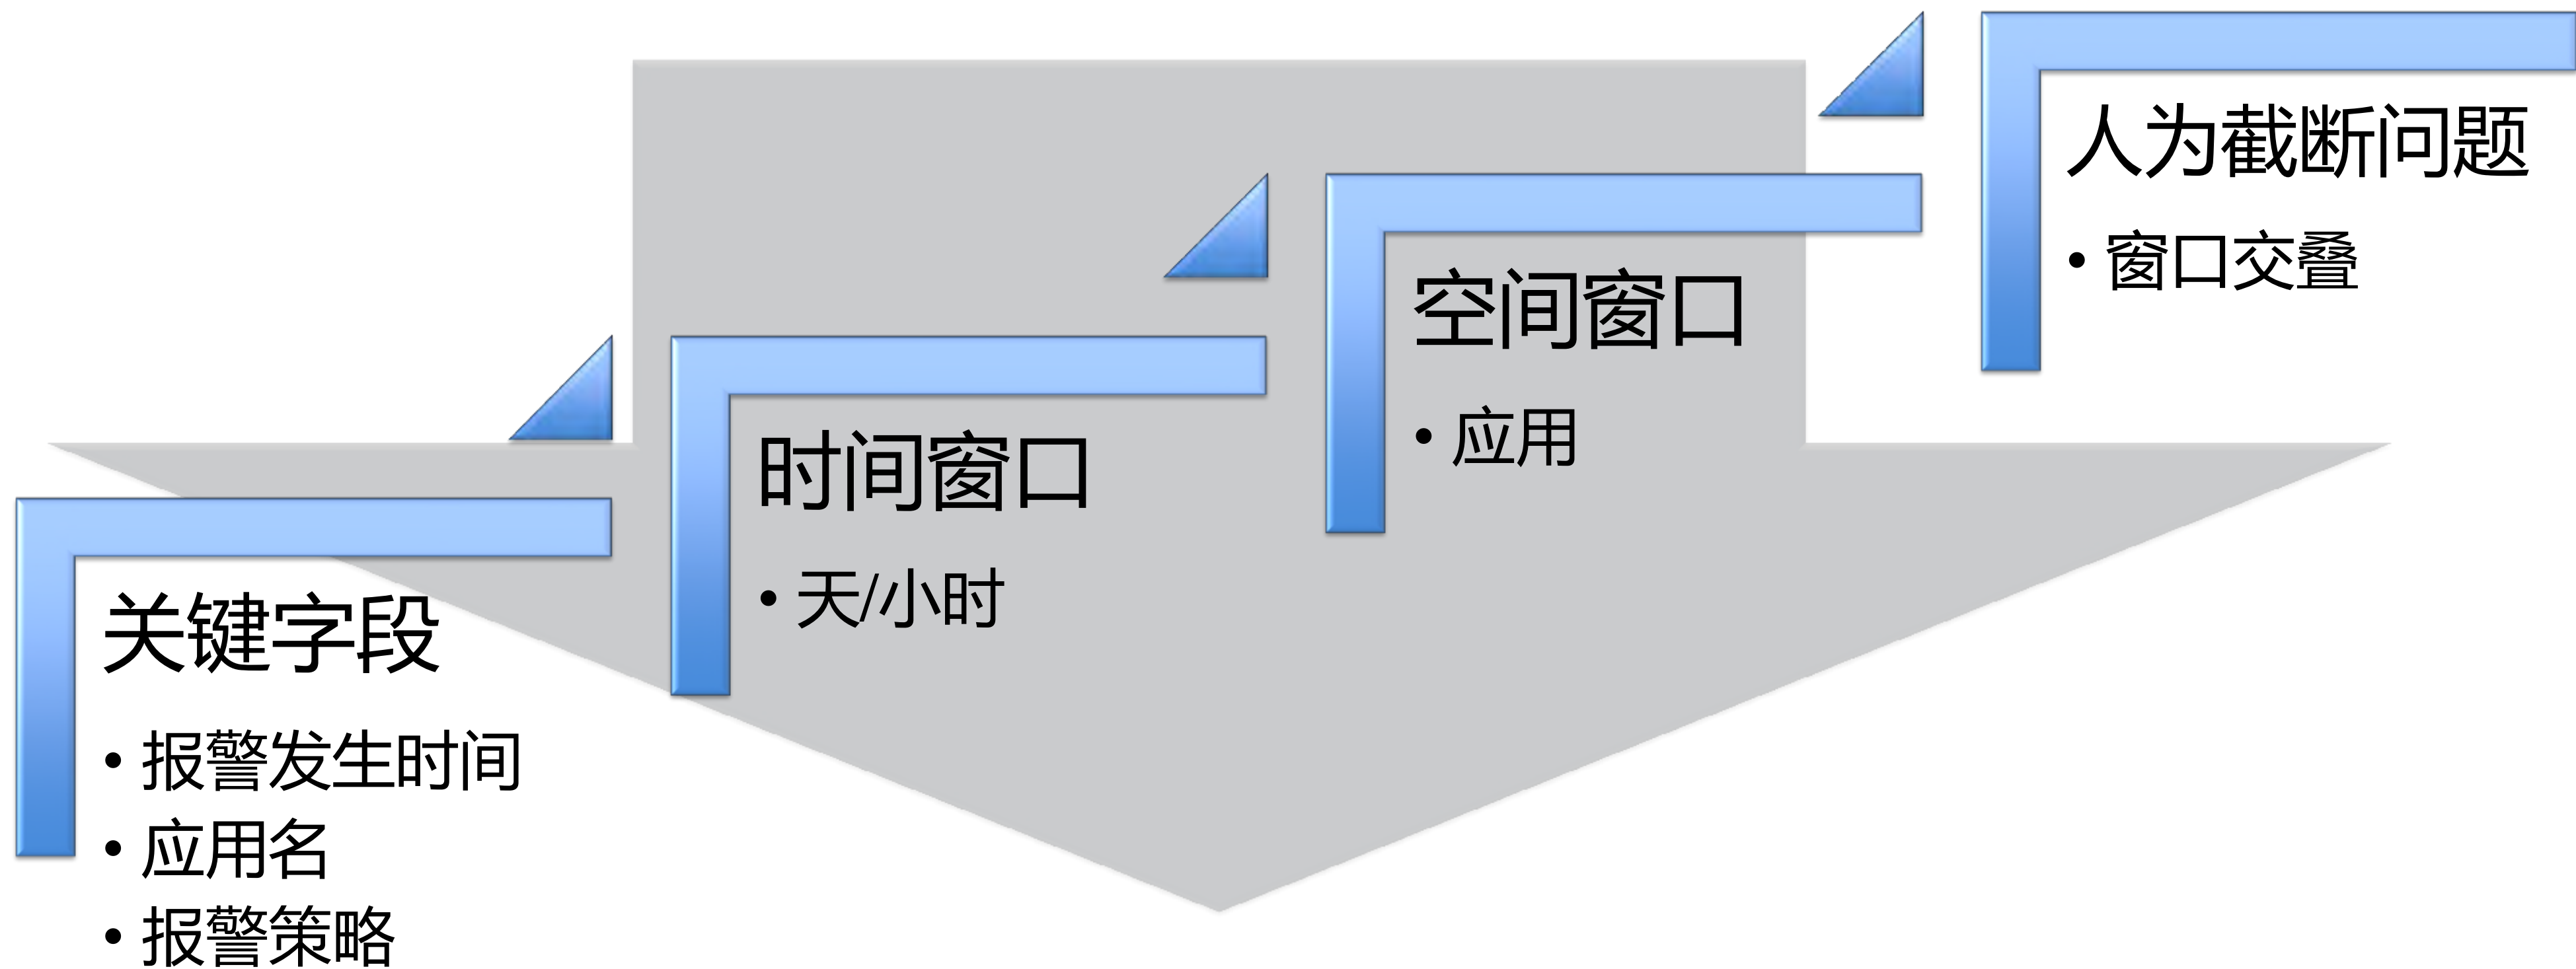 关键字段
• 报警发生时间
• 应用名
• 报警策略
时间窗口
• 天/小时
空间窗口
• 应用
人为截断问题
• 窗口交叠